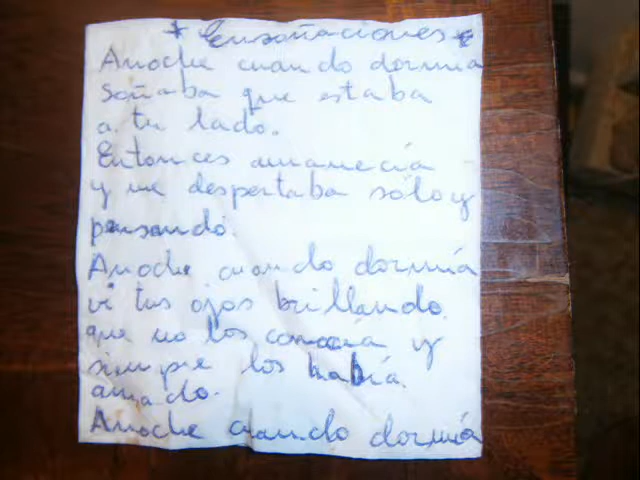 * Ensoñaciones *
Anoche cuando dormía
soñaba que estaba
a tu lado.
Entonces amanecía
y me despertaba sólo y
pensando.
Anoche cuando dormía
vi tus ojos brillando
que no los conocía y
siempre los había
amado.
Anoche cuando dormía